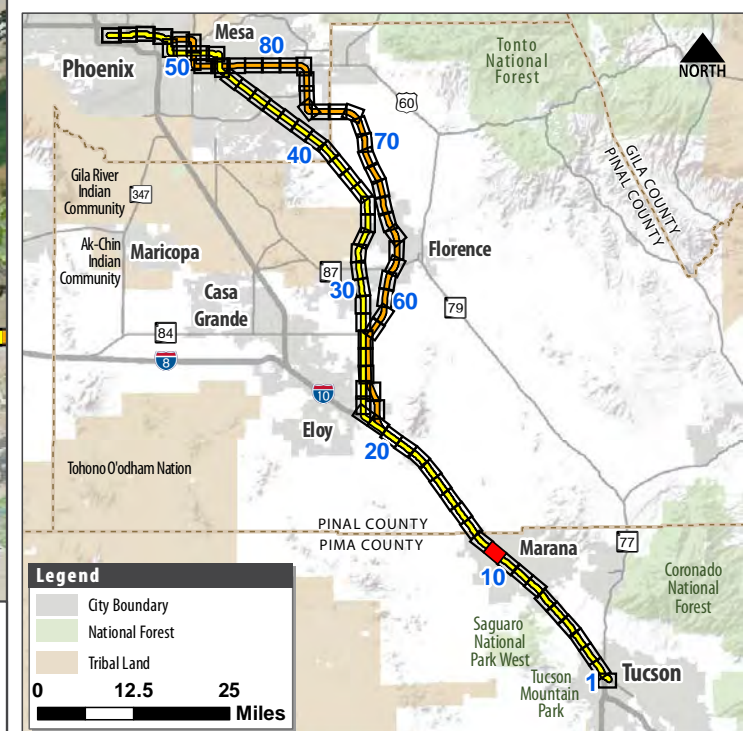 Mesa
80
Phoenix
50
Tonto
National
Forest
NORTH
60
70
40
GILA COUNTY
PINAL COUNTY
Gila River
Indian
Community
347
Ak-Chin
Indian
Community
Maricopa
Florence
87
30
Casa
Grande
60
79
84
8
10
Eloy
20
Tohono O'odham Nation
PINAL COUNTY
PIMA COUNTY
Marana
77
10
Coronado
National
Forest
Saguaro
National
Park West
Tucson
Mountain
Park
1
Tucson
Legend
City Boundary
National Forest
Tribal Land
0 12.5 25
Miles